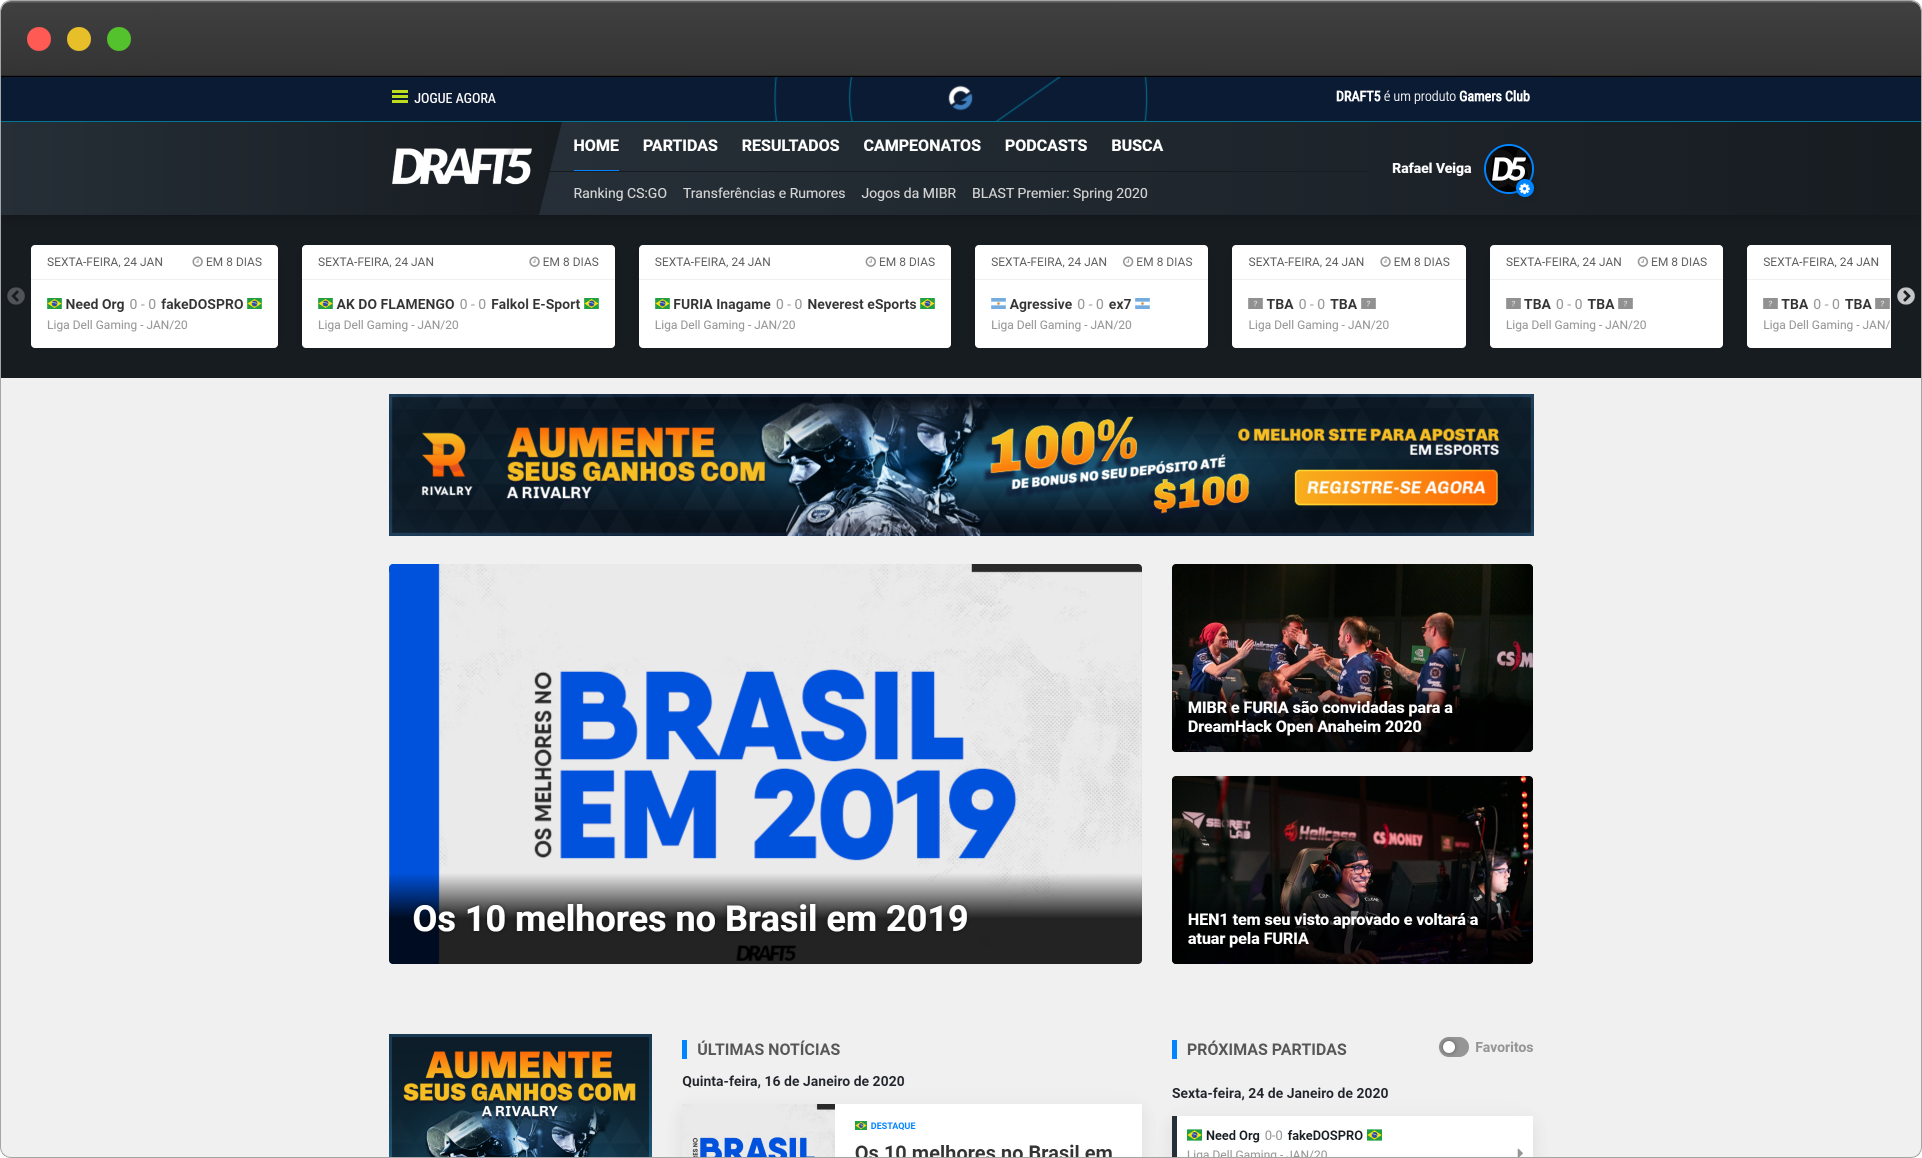 JOGUE AGORA
DRAFT5 é um produto Gamers Club
DRAFT5
HOME PARTIDAS RESULTADOS CAMPEONATOS PODCASTS BUSCA
Ranking CS:GO Transferências e Rumores Jogos da MIBR BLAST Premier: Spring 2020
Rafael Veiga
D5
SEXTA-FEIRA, 24 JAN EM 8 DIAS
Need Org 0 - 0 fakeDOSPRO
Liga Dell Gaming - JAN/20
SEXTA-FEIRA, 24 JAN EM 8 DIAS
AK DO FLAMENGO 0 - 0 Falkol E-Sport
Liga Dell Gaming - JAN/20
SEXTA-FEIRA, 24 JAN EM 8 DIAS
FURIA Inagame 0 - 0 Neverest eSports
Liga Dell Gaming - JAN/20
SEXTA-FEIRA, 24 JAN EM 8 DIAS
Agressive 0 - 0 ex7
Liga Dell Gaming - JAN/20
SEXTA-FEIRA, 24 JAN EM 8 DIAS
? TBA 0 - 0 TBA ?
Liga Dell Gaming - JAN/20
SEXTA-FEIRA, 24 JAN EM 8 DIAS
? TBA 0 - 0 TBA ?
Liga Dell Gaming - JAN/20
SEXTA-FEIRA, 24 JAN
? TBA 0 - 0 TBA ?
Liga Dell Gaming - JAN/
R
RIVALRY
AUMENTE
SEUS GANHOS COM
A RIVALRY
100%
DE BONUS NO SEU DEPÓSITO ATÉ
$100
O MELHOR SITE PARA APOSTAR
EM ESPORTS
REGISTRE-SE AGORA
OS MELHORES NO
BRASIL
EM 2019
Os 10 melhores no Brasil em 2019
DRAFT5
Hellcase
CS M
MIBR e FURIA são convidadas para a
DreamHack Open Anaheim 2020
SECRET
LAB
Hellcase
CS MONEY
HEN1 tem seu visto aprovado e voltará a
atuar pela FURIA
AUMENTE
SEUS GANHOS COM
A RIVALRY
ÚLTIMAS NOTÍCIAS
Quinta-feira, 16 de Janeiro de 2020
BRASIL
DESTAQUE
Os 10 melhores no Brasil em
PRÓXIMAS PARTIDAS
Favoritos
Sexta-feira, 24 de Janeiro de 2020
Need Org 0-0 fakeDOSPRO
Liga Dell Gaming - JAN/20